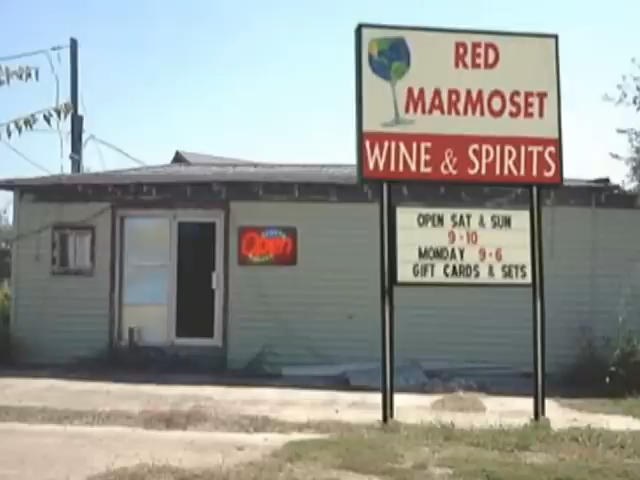 RED
MARMOSET
WINE & SPIRITS
OPEN SAT & SUN
9-10
MONDAY 9-6
GIFT CARDS & SETS
Open